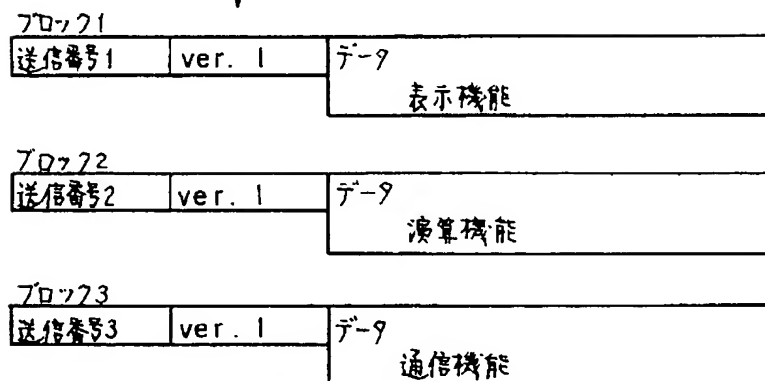 ブロック1
送信番号1 ver. 1 データ
表示機能
ブロック2
送信番号2 ver. 1 データ
演算機能
ブロック3
送信番号3 ver. 1 データ
通信機能